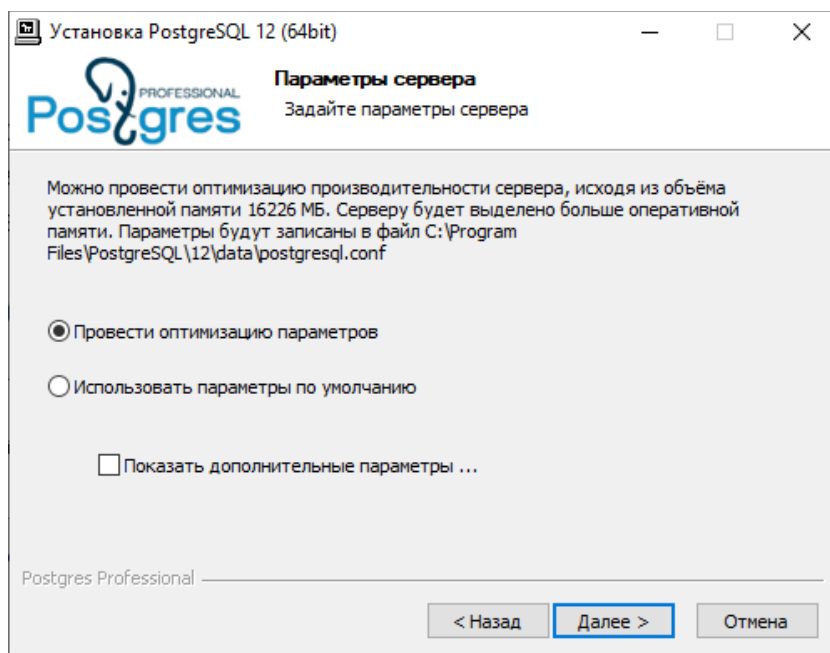 Установка PostgreSQL 12 (64bit)
PROFESSIONAL
Postgres
Параметры сервера
Задайте параметры сервера
Можно провести оптимизацию производительности сервера, исходя из объёма
установленной памяти 16226 МБ. Серверу будет выделено больше оперативной
памяти. Параметры будут записаны в файл C:\Program
Files\PostgreSQL\12\data\postgresql.conf
Провести оптимизацию параметров
Использовать параметры по умолчанию
Показать дополнительные параметры ...
Postgres Professional
< Назад
Далее >
Отмена